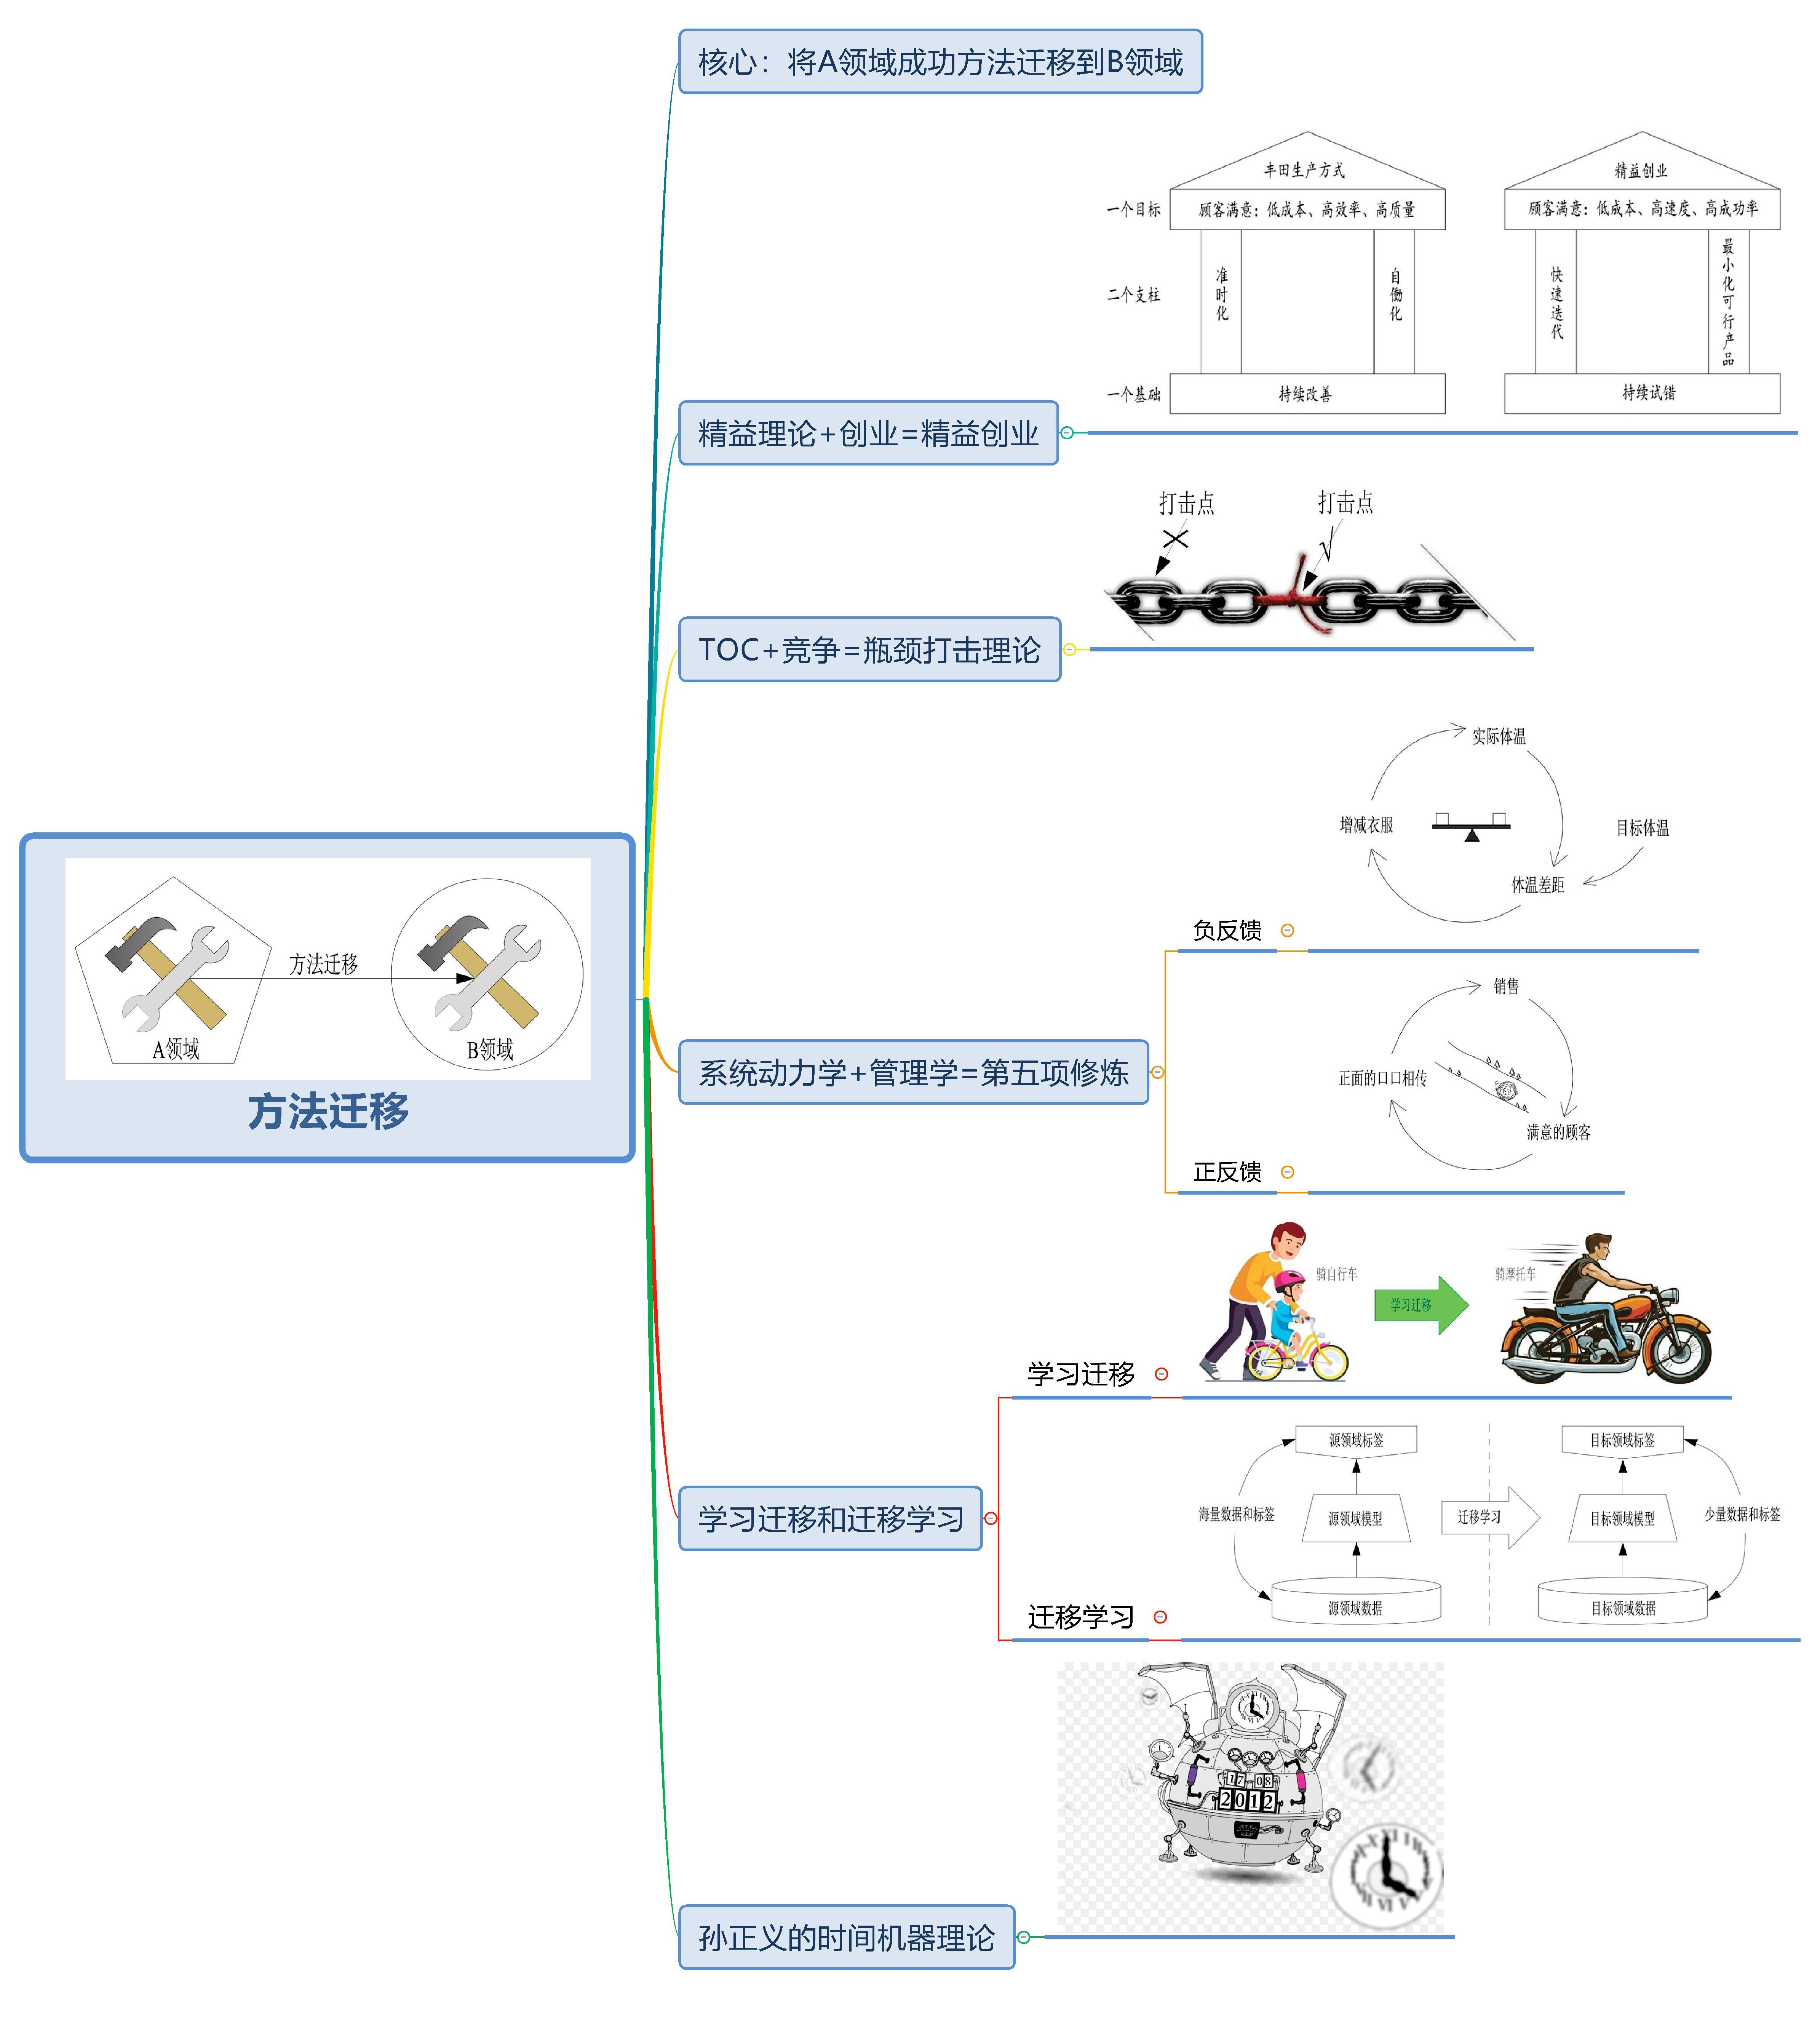 核心：将A领域成功方法迁移到B领域
丰田生产方式
精益创业
一个目标
顾客满意：低成本、高效率、高质量
顾客满意：低成本、高速度、高成功率
二个支柱
准时化
自働化
快速迭代
最小化可行产品
一个基础
持续改善
持续试错
精益理论+创业=精益创业
打击点
打击点
TOC+竞争=瓶颈打击理论
实际体温
增减衣服
目标体温
体温差距
负反馈
销售
正面的口口相传
满意的顾客
正反馈
系统动力学+管理学=第五项修炼
方法迁移
A领域
B领域
方法迁移
骑自行车
学习迁移
骑摩托车
学习迁移
源领域标签
目标领域标签
海量数据和标签
源领域模型
迁移学习
目标领域模型
少量数据和标签
源领域数据
目标领域数据
迁移学习
学习迁移和迁移学习
17 08
2012
孙正义的时间机器理论